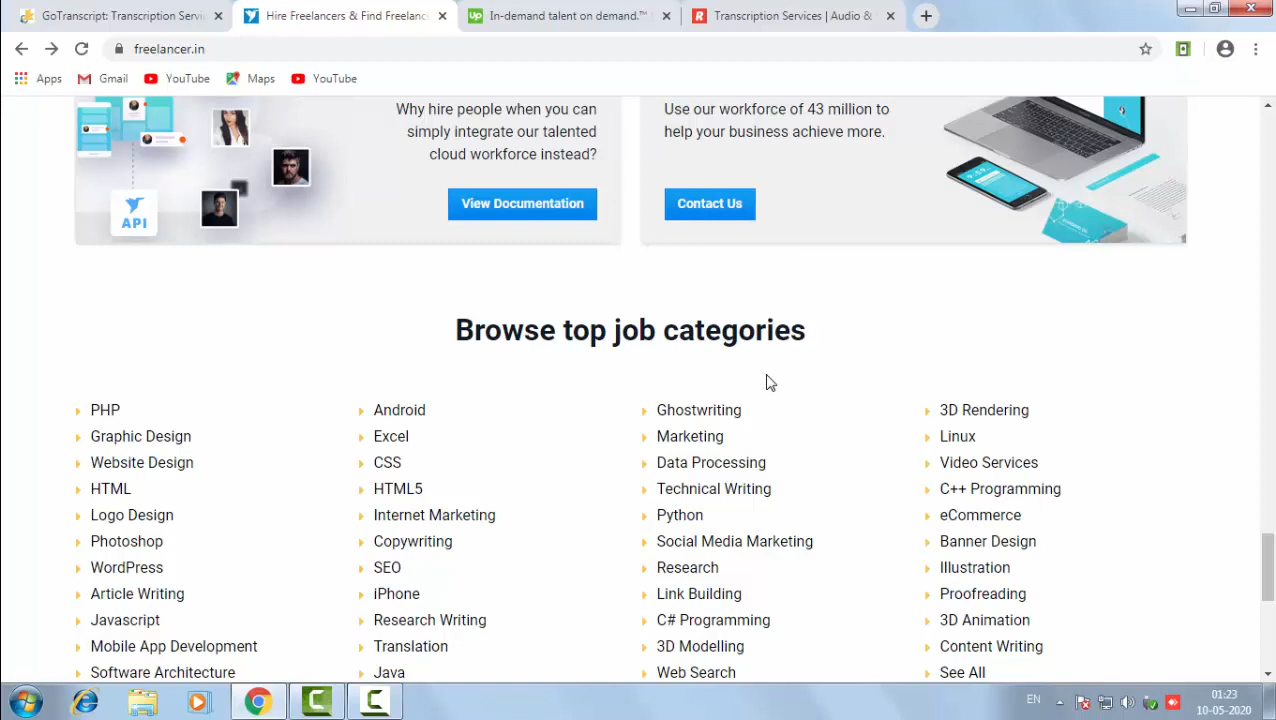 GoTranscript: Transcription Servi
Hire Freelancers & Find Freelanc
Up In-demand talent on demand.™
R Transcription Services | Audio &
freelancer.in
Apps
Gmail
YouTube
Maps
YouTube
Why hire people when you can
simply integrate our talented
cloud workforce instead?
View Documentation
API
Use our workforce of 43 million to
help your business achieve more.
Contact Us
Browse top job categories
PHP
Graphic Design
Website Design
HTML
Logo Design
Photoshop
WordPress
Article Writing
Javascript
Mobile App Development
Software Architecture
Android
Excel
CSS
HTML5
Internet Marketing
Copywriting
SEO
iPhone
Research Writing
Translation
Java
Ghostwriting
Marketing
Data Processing
Technical Writing
Python
Social Media Marketing
Research
Link Building
C# Programming
3D Modelling
Web Search
3D Rendering
Linux
Video Services
C++ Programming
eCommerce
Banner Design
Illustration
Proofreading
3D Animation
Content Writing
See All
EN
01:23
10-05-2020